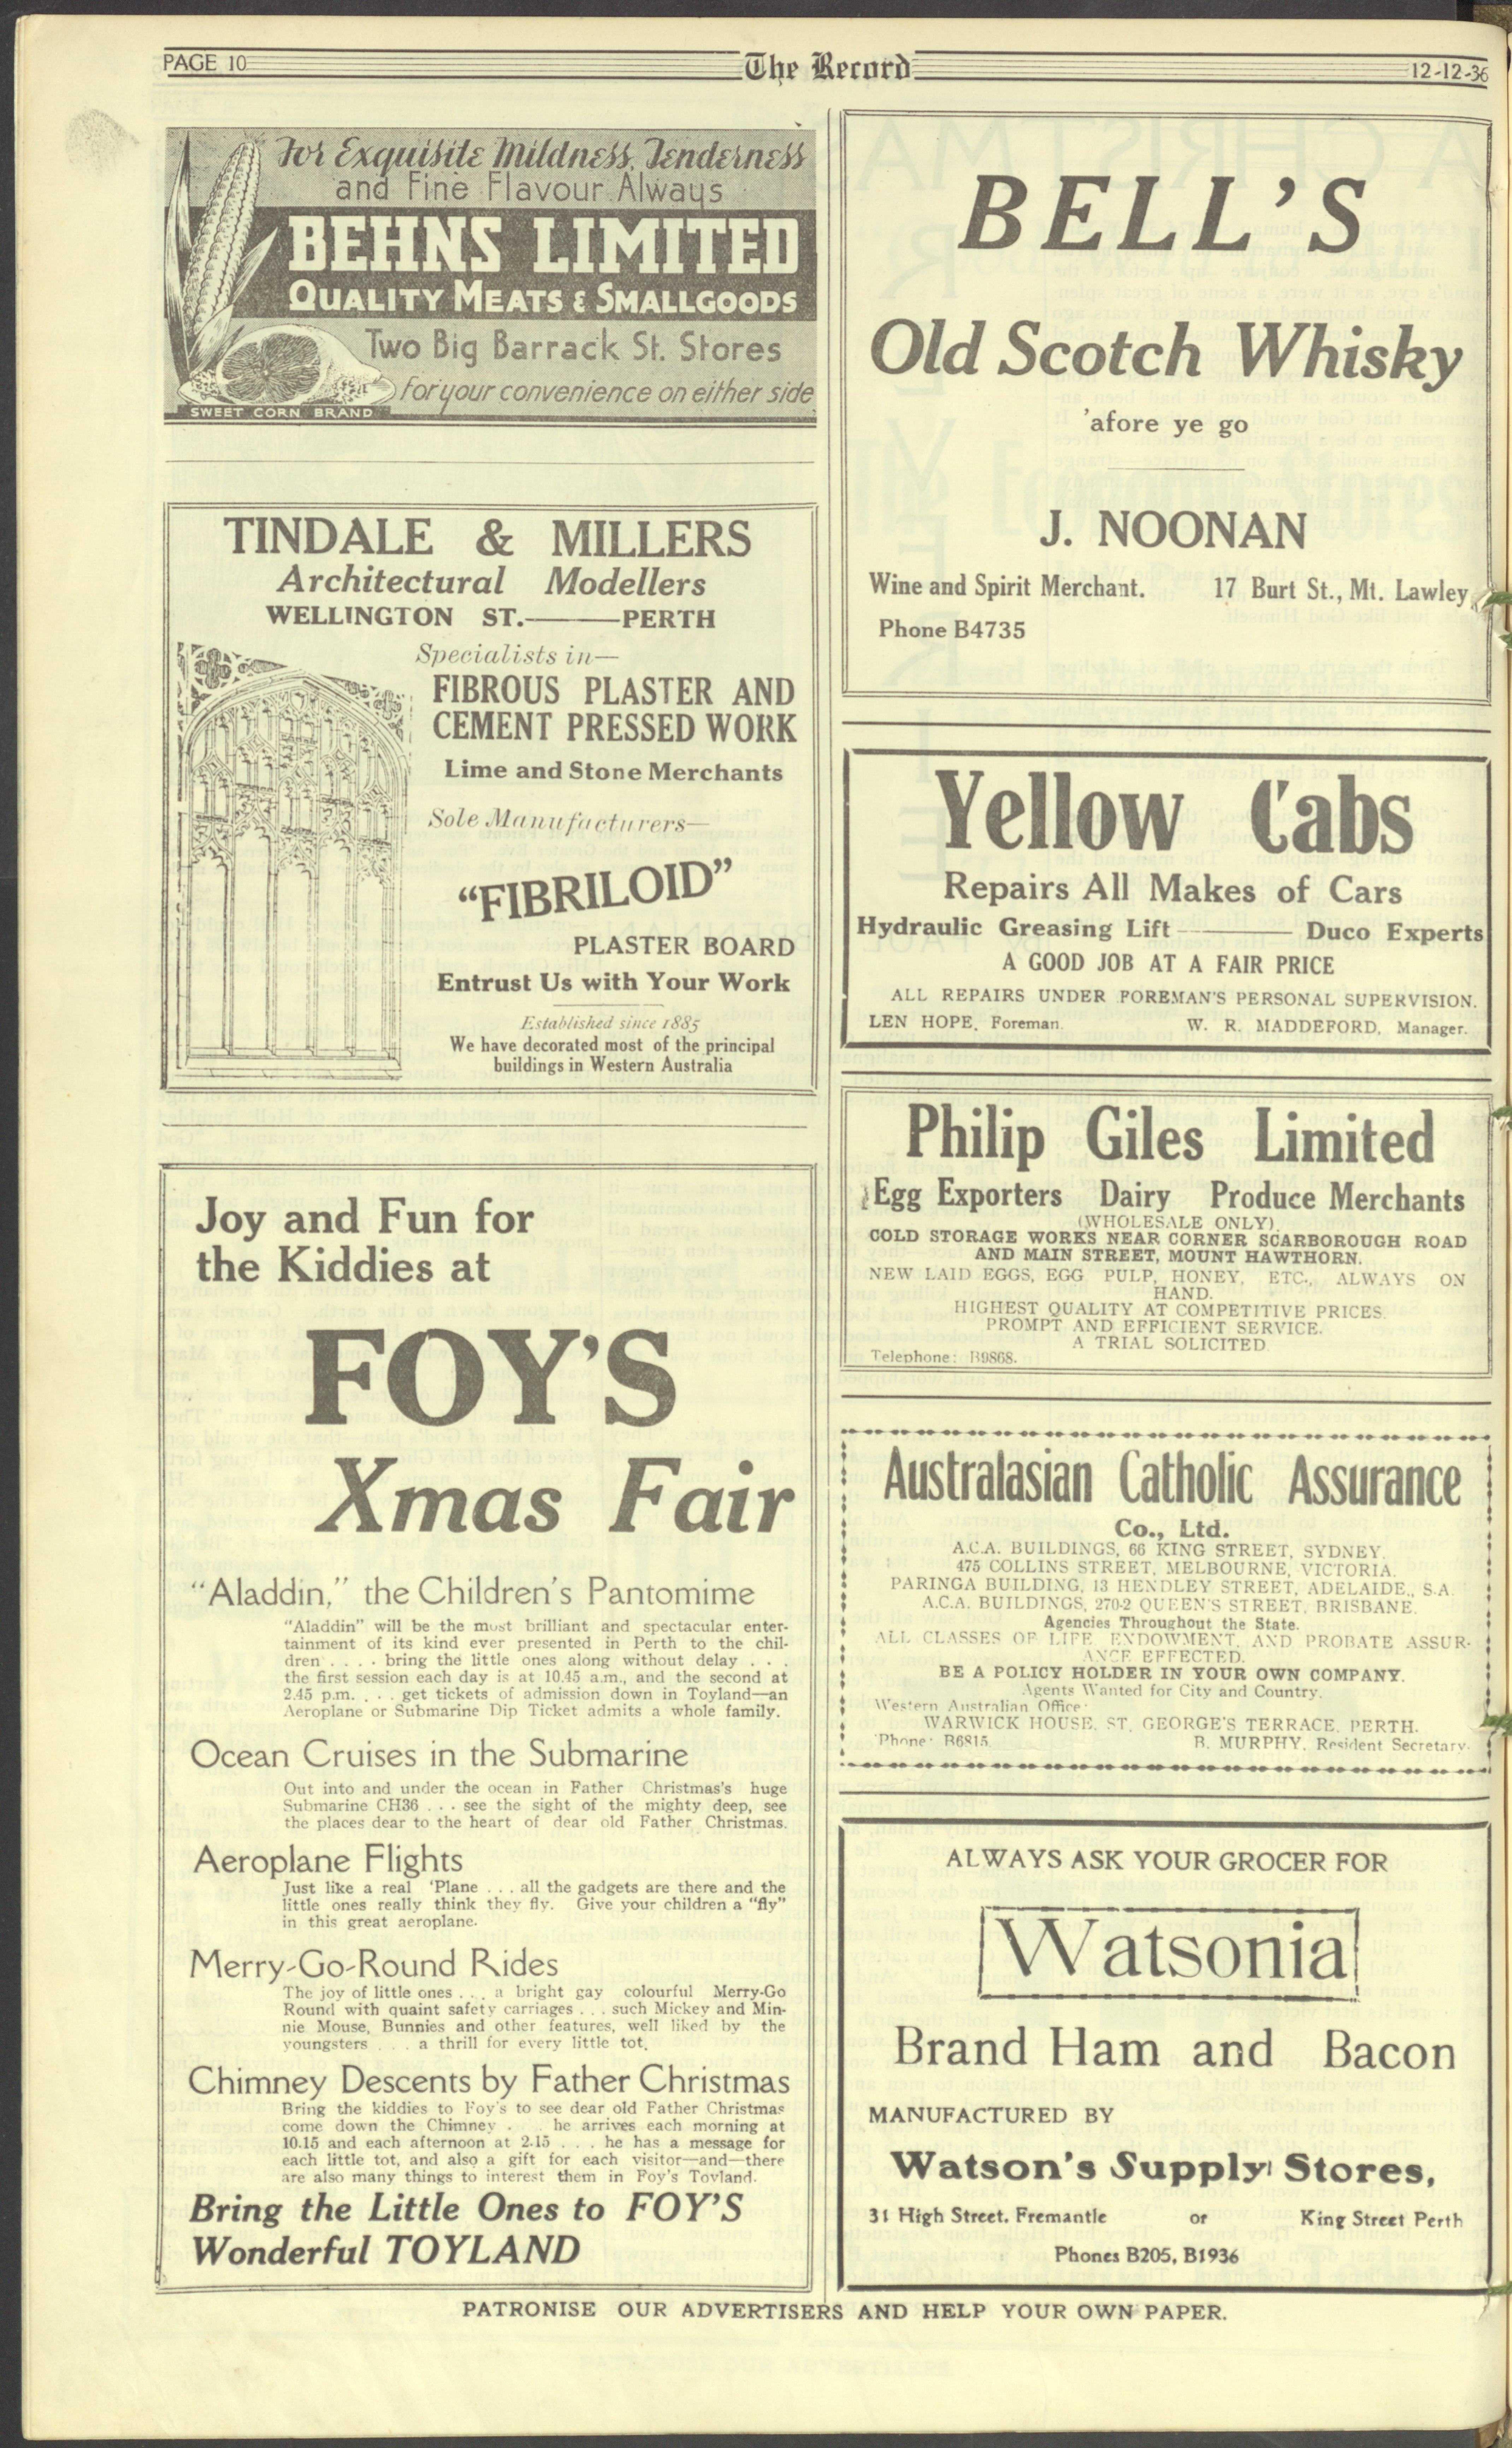 PAGE 10
The Record
12-12-36
For Exquisite Mildness, Tenderness
and Fine Flavour Always
BEHNS LIMITED
QUALITY MEATS & SMALLGOODS
Two Big Barrack St. Stores
for your convenience on either side
SWEET CORN BRAND
TINDALE & MILLERS
Architectural Modellers
WELLINGTON ST.———PERTH
Specialists in—
FIBROUS PLASTER AND
CEMENT PRESSED WORK
Lime and Stone Merchants
Sole Manufacturers—
"FIBRILOID"
PLASTER BOARD
Entrust Us with Your Work
Established since 1885
We have decorated most of the principal
buildings in Western Australia
Joy and Fun for
the Kiddies at
FOY'S
Xmas Fair
"Aladdin," the Children's Pantomime
"Aladdin" will be the most brilliant and spectacular enter-
tainment of its kind ever presented in Perth to the chil-
dren . . . . bring the little ones along without delay . . .
the first session each day is at 10.45 a.m., and the second at
2.45 p.m. . . . get tickets of admission down in Toyland—an
Aeroplane or Submarine Dip Ticket admits a whole family.
Ocean Cruises in the Submarine
Out into and under the ocean in Father Christmas's huge
Submarine CH36 . . . see the sight of the mighty deep, see
the places dear to the heart of dear old Father Christmas.
Aeroplane Flights
Just like a real 'Plane . . . all the gadgets are there and the
little ones really think they fly. Give your children a "fly"
in this great aeroplane.
Merry-Go-Round Rides
The joy of little ones . . . a bright gay colourful Merry-Go
Round with quaint safety carriages . . . such Mickey and Min-
nie Mouse, Bunnies and other features, well liked by the
youngsters . . . a thrill for every little tot.
Chimney Descents by Father Christmas
Bring the kiddies to Foy's to see dear old Father Christmas
come down the Chimney . . . he arrives each morning at
10.15 and each afternoon at 2.15 . . . he has a message for
each little tot, and also a gift for each visitor—and—there
are also many things to interest them in Foy's Toyland.
Bring the Little Ones to FOY'S
Wonderful TOYLAND
BELL'S
Old Scotch Whisky
'afore ye go
J. NOONAN
Wine and Spirit Merchant. 17 Burt St., Mt. Lawley
Phone B4735
Yellow Cabs
Repairs All Makes of Cars
Hydraulic Greasing Lift ——— Duco Experts
A GOOD JOB AT A FAIR PRICE
ALL REPAIRS UNDER FOREMAN'S PERSONAL SUPERVISION.
LEN HOPE, Foreman. W. R. MADDEFORD, Manager.
Philip Giles Limited
Egg Exporters Dairy Produce Merchants
(WHOLESALE ONLY).
COLD STORAGE WORKS NEAR CORNER SCARBOROUGH ROAD
AND MAIN STREET, MOUNT HAWTHORN.
NEW LAID EGGS, EGG PULP, HONEY, ETC., ALWAYS ON
HAND.
HIGHEST QUALITY AT COMPETITIVE PRICES.
PROMPT AND EFFICIENT SERVICE.
A TRIAL SOLICITED.
Telephone: B9868.
Australasian Catholic Assurance
Co., Ltd.
A.C.A. BUILDINGS, 66 KING STREET, SYDNEY.
475 COLLINS STREET, MELBOURNE, VICTORIA.
PARINGA BUILDING, 13 HENDLEY STREET, ADELAIDE., S.A.
A.C.A. BUILDINGS, 270-2 QUEEN'S STREET, BRISBANE.
Agencies Throughout the State.
ALL CLASSES OF LIFE ENDOWMENT, AND PROBATE ASSUR-
ANCE EFFECTED.
BE A POLICY HOLDER IN YOUR OWN COMPANY.
Agents Wanted for City and Country.
Western Australian Office:
WARWICK HOUSE, ST. GEORGE'S TERRACE, PERTH.
Phone: B6815. B. MURPHY, Resident Secretary.
ALWAYS ASK YOUR GROCER FOR
Watsonia
Brand Ham and Bacon
MANUFACTURED BY
Watson's Supply Stores,
31 High Street, Fremantle or King Street Perth
Phones B205, B1936
PATRONISE OUR ADVERTISERS AND HELP YOUR OWN PAPER.